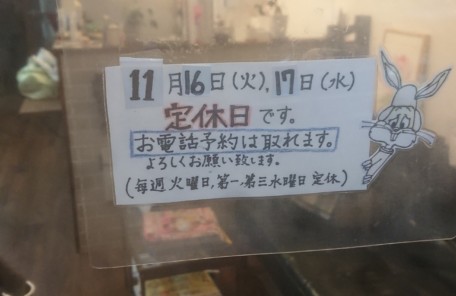 11月16日(火),17日(水)
定休日です。
お電話予約は取れます。
よろしくお願い致します。
(毎週火曜日,第一,第三水曜日定休)